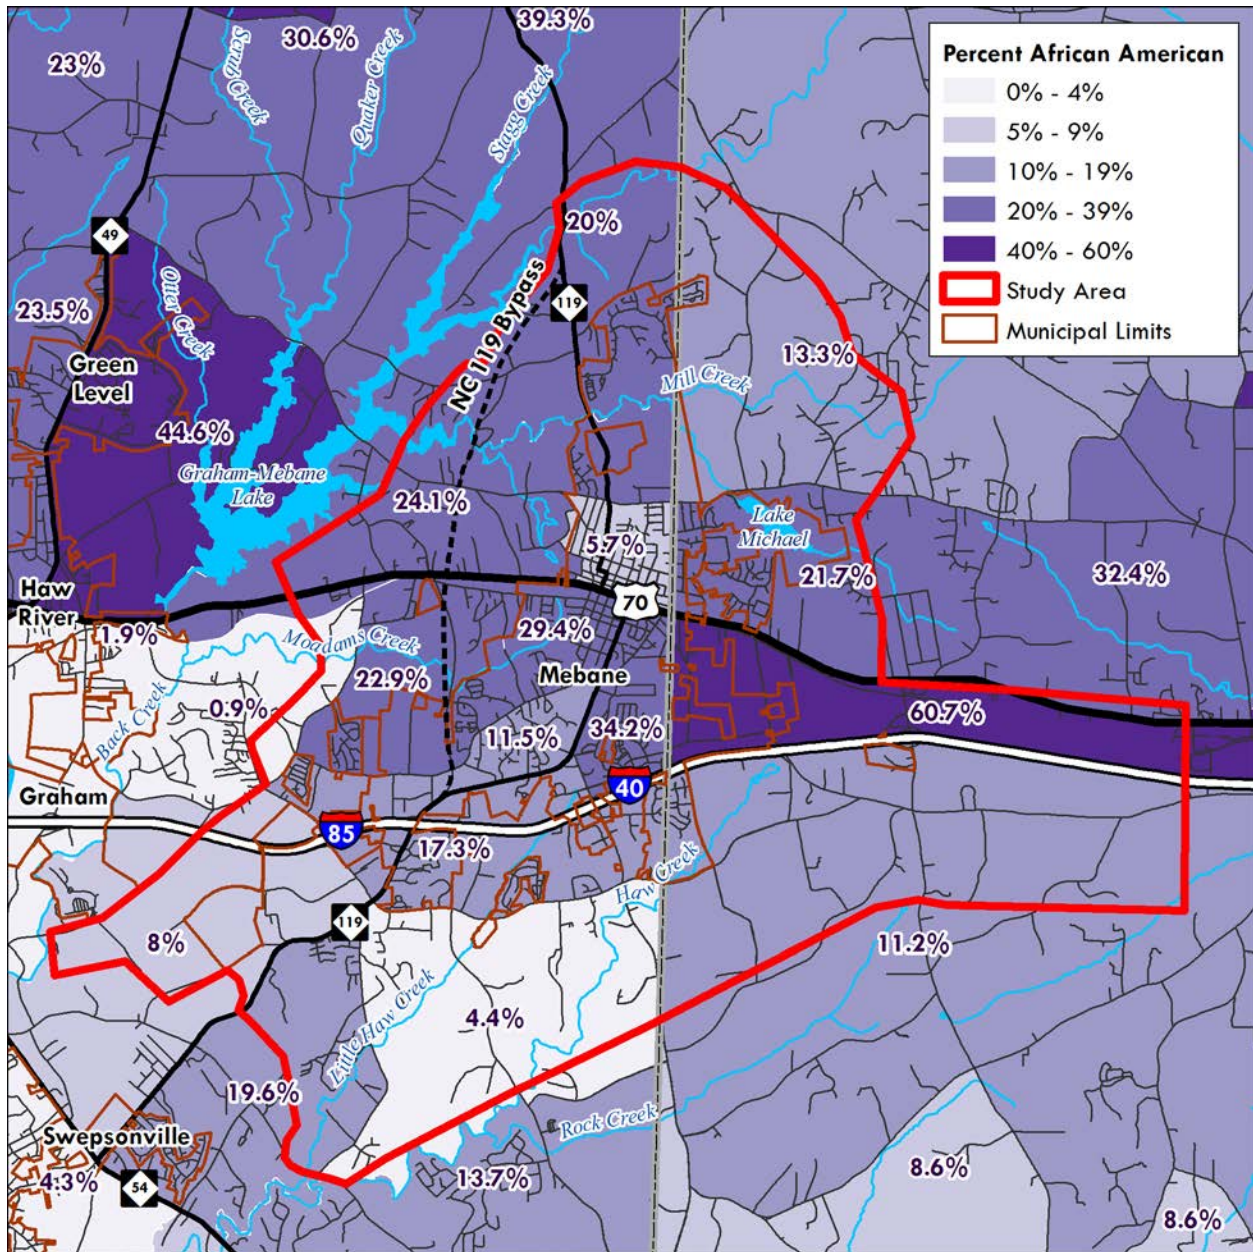 39.3%
30.6%
23%
Scrub
Creek
Quaker Creek
Stagg Creek
Percent African American
0% - 4%
5% - 9%
10% - 19%
20% - 39%
40% - 60%
Study Area
Municipal Limits
49
20%
Otter Creek
NC 119 Bypass
119
23.5%
Green
Level
13.3%
Mill Creek
44.6%
Graham-Mebane
Lake
24.1%
Lake
Michael
5.7%
21.7%
32.4%
Haw
River
70
1.9%
Moadams Creek
29.4%
Mebane
22.9%
0.9%
Back Creek
60.7%
11.5%
34.2%
Graham
40
85
17.3%
Haw Creek
119
8%
11.2%
Little Haw Creek
4.4%
19.6%
Rock Creek
Swepsonville
4.3%
54
13.7%
8.6%
8.6%